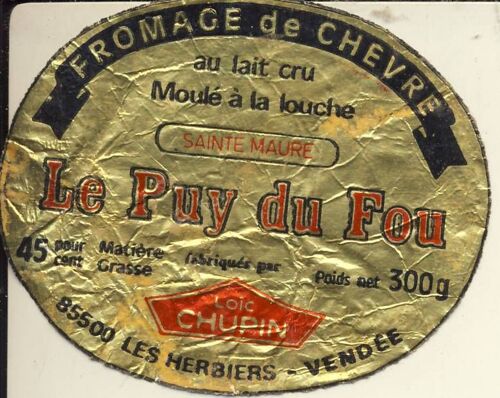 FROMAGE de CHEVRE
au lait cru
Moulé à la louche
SAINTE MAURE
Le Puy du Fou
45 pour cent Matière Grasse fabriqués par Poids net 300g
LOIC
CHUPIN
85500 LES HERBIERS - VENDÉE